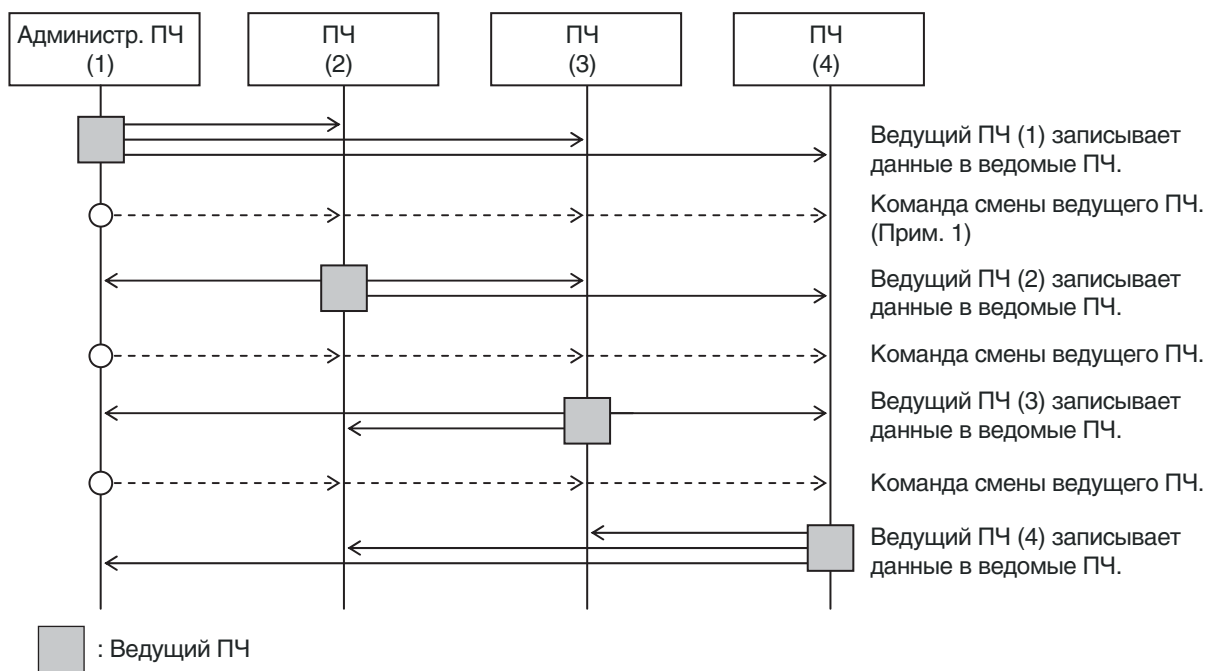 Администр. ПЧ
(1)
ПЧ
(2)
ПЧ
(3)
ПЧ
(4)
Ведущий ПЧ (1) записывает
данные в ведомые ПЧ.
Команда смены ведущего ПЧ.
(Прим. 1)
Ведущий ПЧ (2) записывает
данные в ведомые ПЧ.
Команда смены ведущего ПЧ.
Ведущий ПЧ (3) записывает
данные в ведомые ПЧ.
Команда смены ведущего ПЧ.
Ведущий ПЧ (4) записывает
данные в ведомые ПЧ.
: Ведущий ПЧ